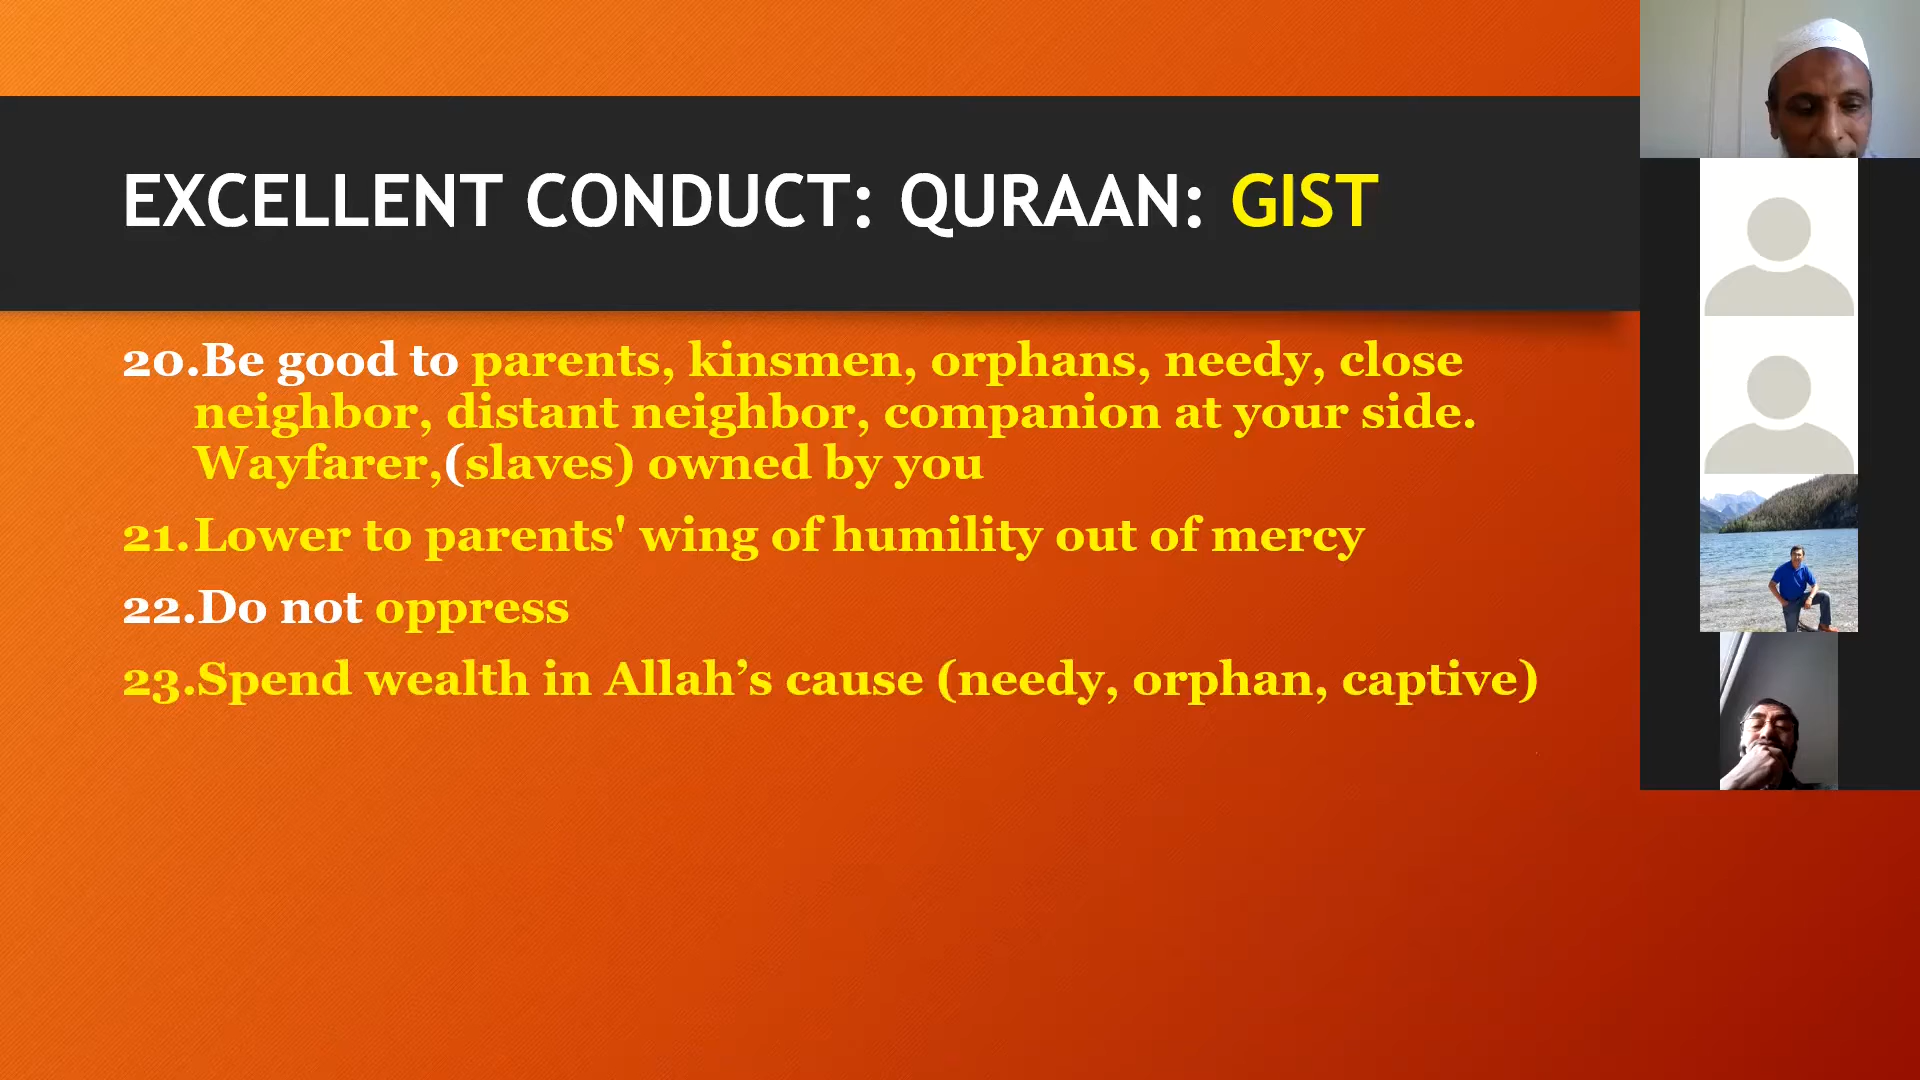 EXCELLENT CONDUCT: QURAAN: GIST
20.Be good to parents, kinsmen, orphans, needy, close
neighbor, distant neighbor, companion at your side.
Wayfarer,(slaves) owned by you
21.Lower to parents' wing of humility out of mercy
22.Do not oppress
23.Spend wealth in Allah’s cause (needy, orphan, captive)